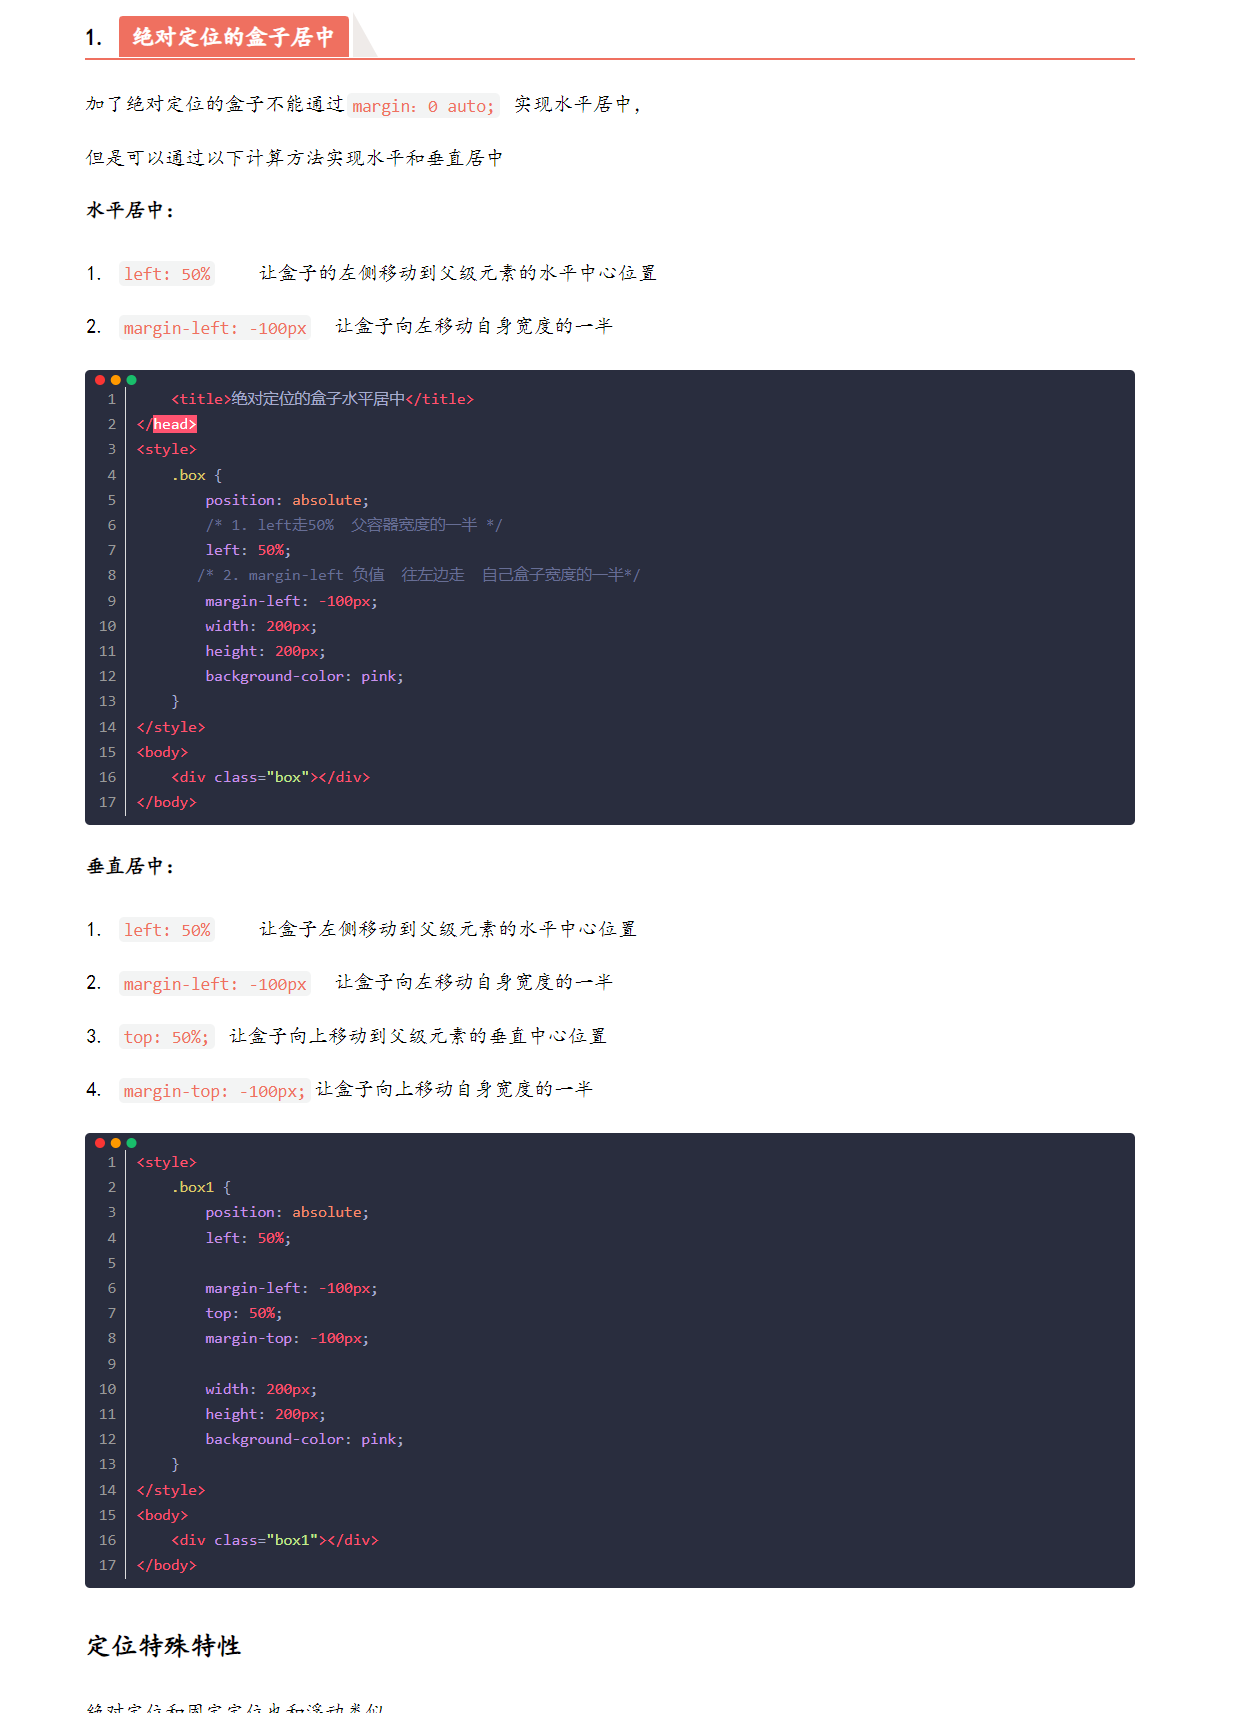 1. 绝对定位的盒子居中
加了绝对定位的盒子不能通过 margin: 0 auto; 实现水平居中，
但是可以通过以下计算方法实现水平和垂直居中
水平居中：
1. left: 50% 让盒子的左侧移动到父级元素的水平中心位置
2. margin-left: -100px 让盒子向左移动自身宽度的一半
1     <title>绝对定位的盒子水平居中</title>
2 </head>
3 <style>
4     .box {
5         position: absolute;
6         /* 1. left走50%  父容器宽度的一半 */
7         left: 50%;
8        /* 2. margin-left 负值  往左边走  自己盒子宽度的一半*/
9         margin-left: -100px;
10         width: 200px;
11         height: 200px;
12         background-color: pink;
13     }
14 </style>
15 <body>
16     <div class="box"></div>
17 </body>
垂直居中：
1. left: 50% 让盒子左侧移动到父级元素的水平中心位置
2. margin-left: -100px 让盒子向左移动自身宽度的一半
3. top: 50%; 让盒子向上移动到父级元素的垂直中心位置
4. margin-top: -100px; 让盒子向上移动自身宽度的一半
1 <style>
2     .box1 {
3         position: absolute;
4         left: 50%;
5
6         margin-left: -100px;
7         top: 50%;
8         margin-top: -100px;
9
10         width: 200px;
11         height: 200px;
12         background-color: pink;
13     }
14 </style>
15 <body>
16     <div class="box1"></div>
17 </body>
定位特殊特性
绝对定位和固定定位也和浮动类似